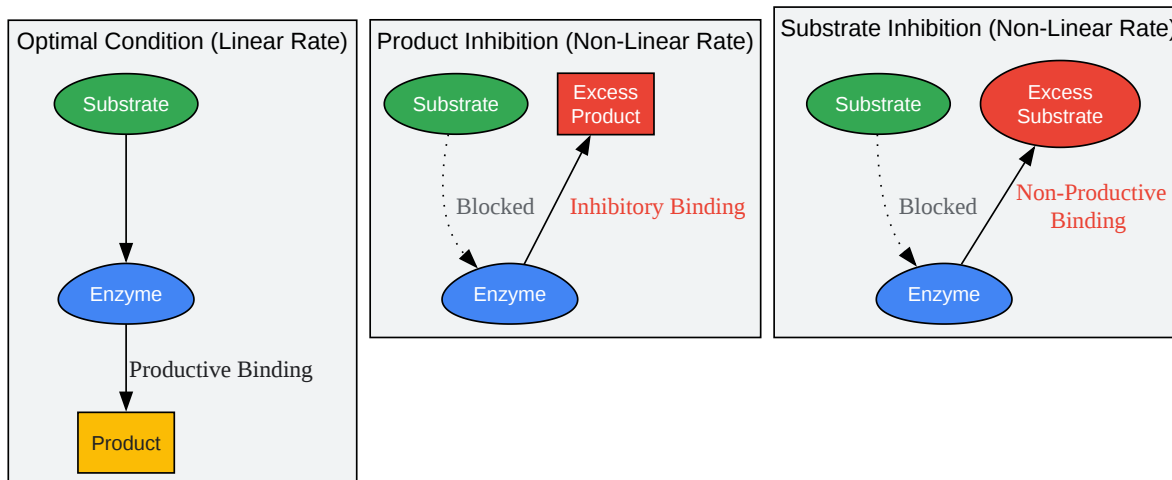 Optimal Condition (Linear Rate)
Substrate
Enzyme
Productive Binding
Product
Product Inhibition (Non-Linear Rate)
Substrate
Excess
Product
Blocked
Inhibitory Binding
Enzyme
Substrate Inhibition (Non-Linear Rate)
Substrate
Excess
Substrate
Blocked
Non-Productive
Binding
Enzyme